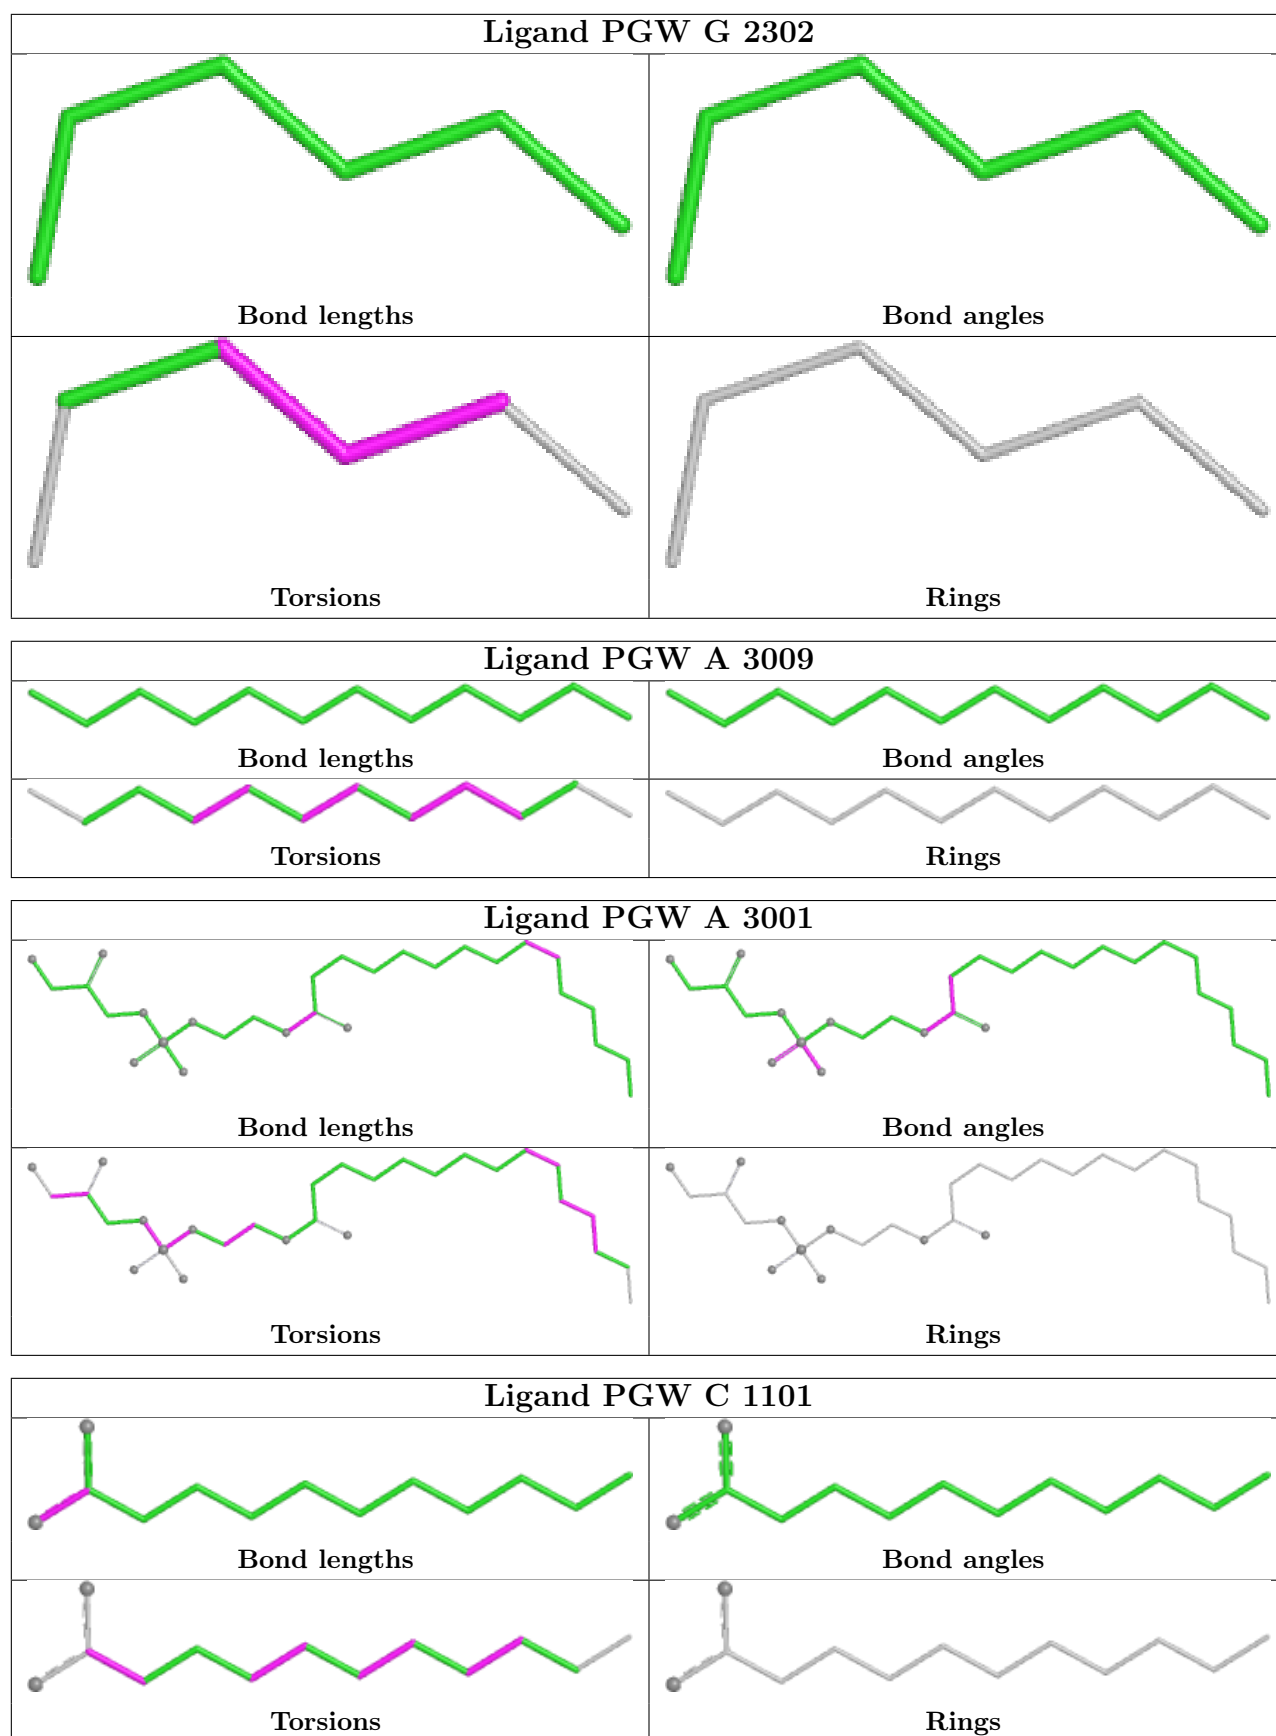 Ligand PGW G 2302
Bond lengths
Bond angles
Torsions
Rings
Ligand PGW A 3009
Bond lengths
Bond angles
Torsions
Rings
Ligand PGW A 3001
Bond lengths
Bond angles
Torsions
Rings
Ligand PGW C 1101
Bond lengths
Bond angles
Torsions
Rings